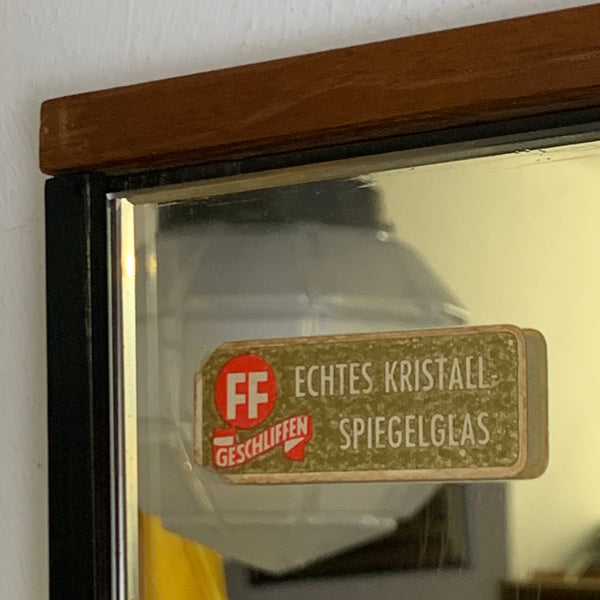 FF
GESCHLIFFEN
ECHTES KRISTALL-
SPIEGELGLAS